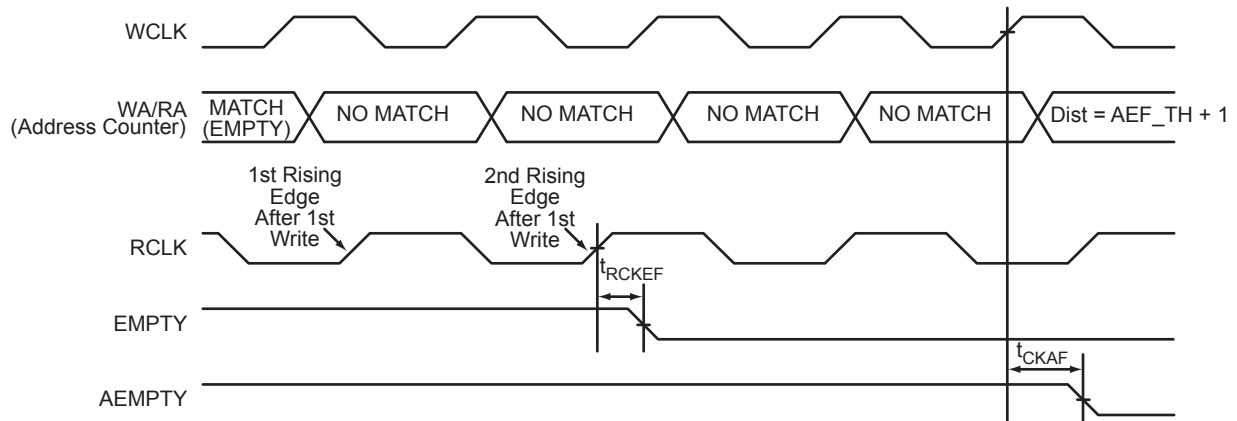 WCLK
WA/RA
(Address Counter)
MATCH
(EMPTY)
NO MATCH
NO MATCH
NO MATCH
NO MATCH
Dist = AEF_TH + 1
1st Rising
Edge
After 1st
Write
2nd Rising
Edge
After 1st
Write
RCLK
tRCKEF
EMPTY
tCKAF
AEMPTY